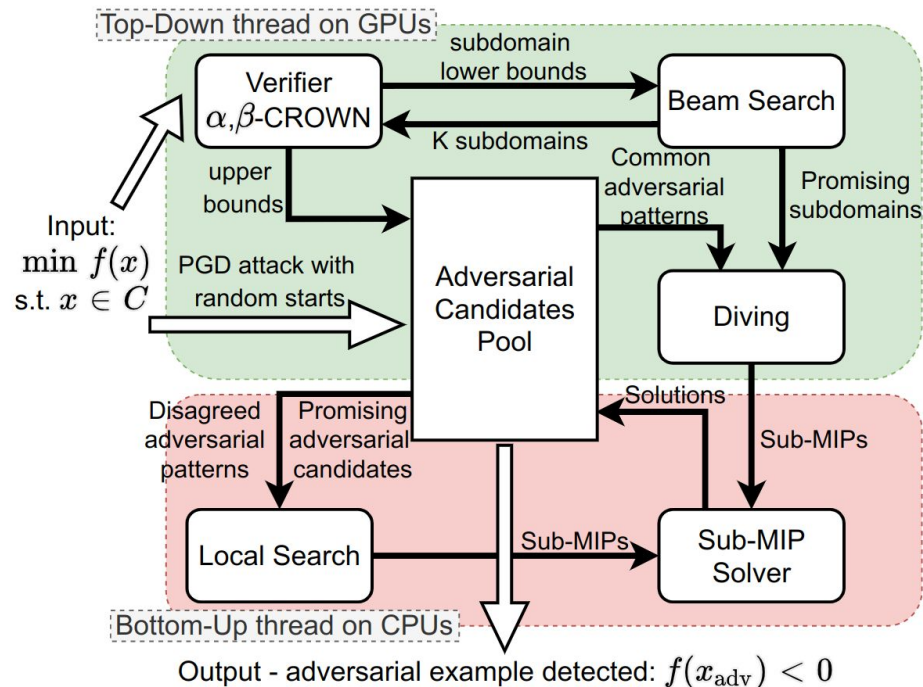 Top-Down thread on GPUs
Verifier
α,β-CROWN
subdomain
lower bounds
Beam Search
K subdomains
upper
bounds
Common
adversarial
patterns
Promising
subdomains
Input:
min f(x)
s.t. x ∈ C
PGD attack with
random starts
Adversarial
Candidates
Pool
Diving
Disagreed
adversarial
patterns
Promising
adversarial
candidates
Solutions
Sub-MIPs
Local Search
Sub-MIPs
Sub-MIP
Solver
Bottom-Up thread on CPUs
Output - adversarial example detected: f(x_adv) < 0